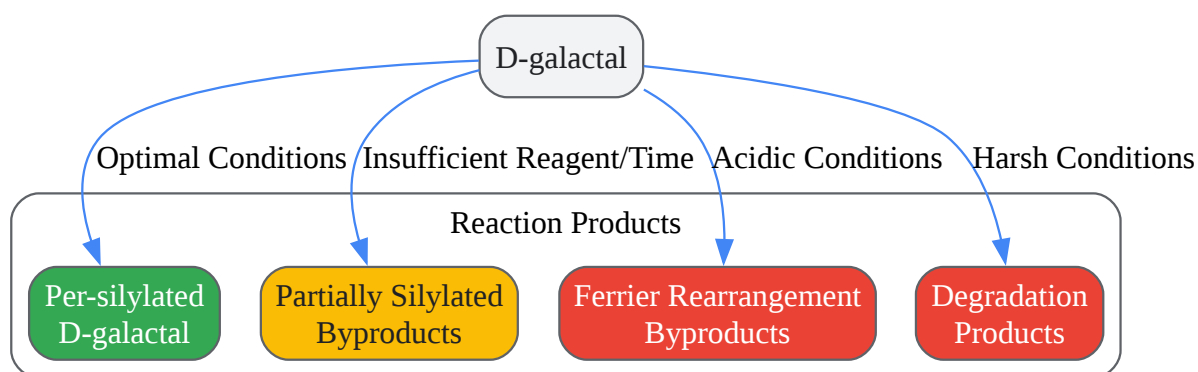 D-galactal
Optimal Conditions
Insufficient Reagent/Time
Acidic Conditions
Harsh Conditions
Reaction Products
Per-silylated
D-galactal
Partially Silylated
Byproducts
Ferrier Rearrangement
Byproducts
Degradation
Products